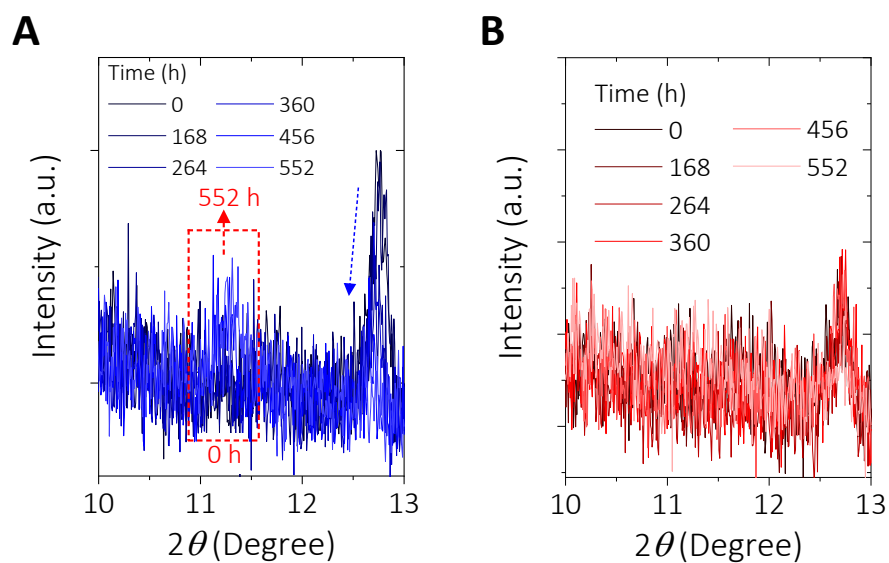 A
Time (h)
0
360
168
456
264
552
552 h
0 h
Intensity (a.u.)
10
11
12
13
2θ (Degree)
B
Time (h)
0
456
168
552
264
360
Intensity (a.u.)
10
11
12
13
2θ (Degree)